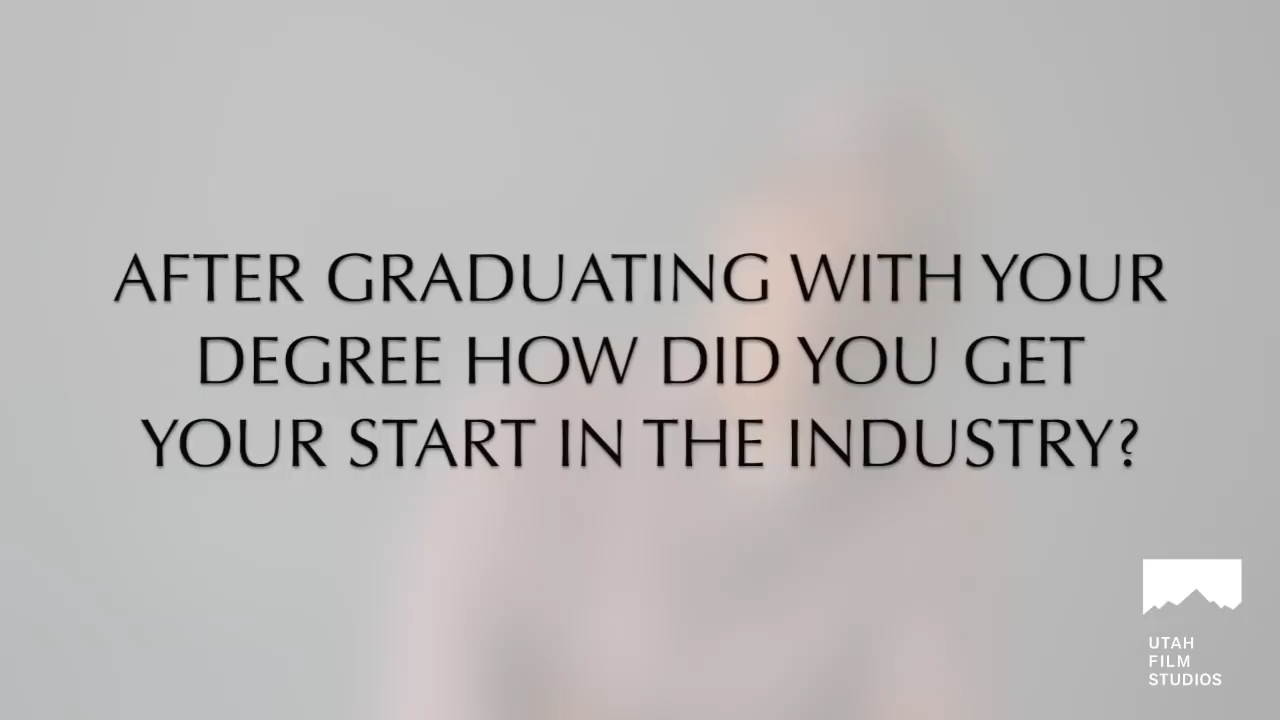 AFTER GRADUATING WITH YOUR
DEGREE HOW DID YOU GET
YOUR START IN THE INDUSTRY?
UTAH
FILM
STUDIOS